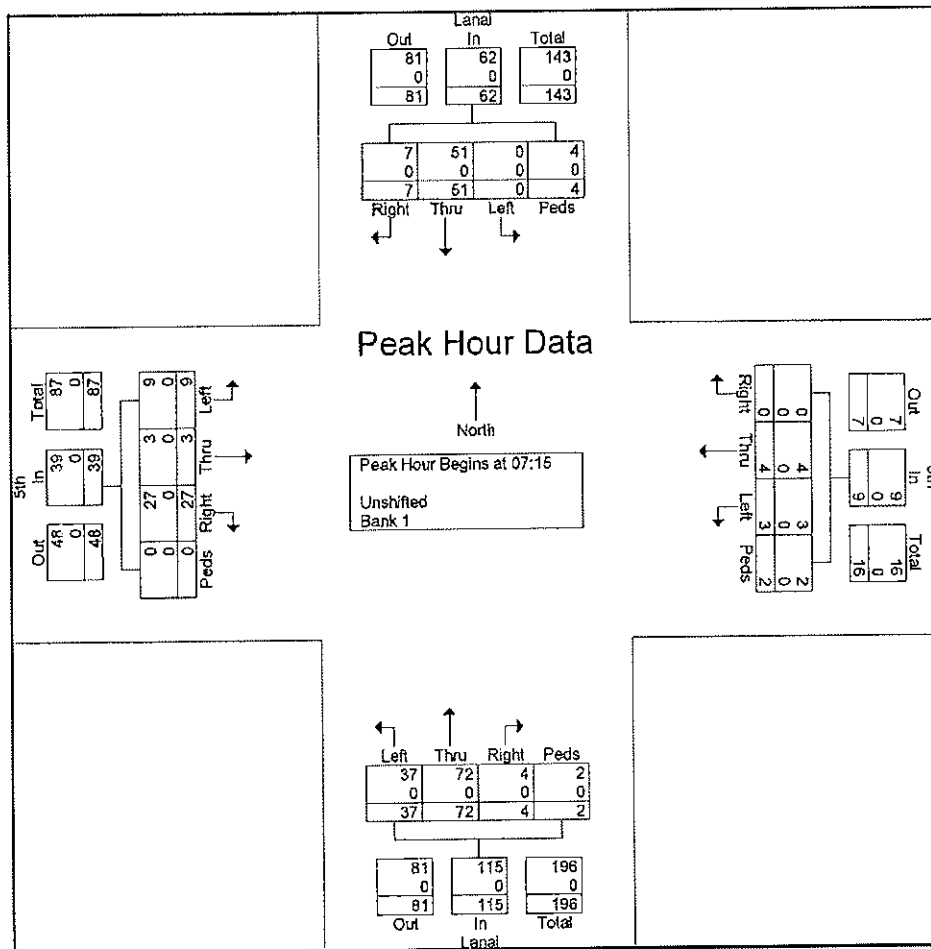 Lanal
Out In Total
81 62 143
0 0 0
81 62 143
7 51 0 4
0 0 0 0
7 51 0 4
Right Thru Left Peds
Peak Hour Data
North
Peak Hour Begins at 07:15
Unshifted
Bank 1
5th
Out In Total
48 39 87
0 0 0
48 39 87
Peds Right Thru Left
0 27 3 9
0 0 0 0
0 27 3 9
Out In Total
7 9 16
0 0 0
7 9 16
Right Thru Left Peds
0 4 3 2
0 0 0 0
0 4 3 2
Left Thru Right Peds
37 72 4 2
0 0 0 0
37 72 4 2
81 115 196
0 0 0
81 115 196
Out In Total
Lanal